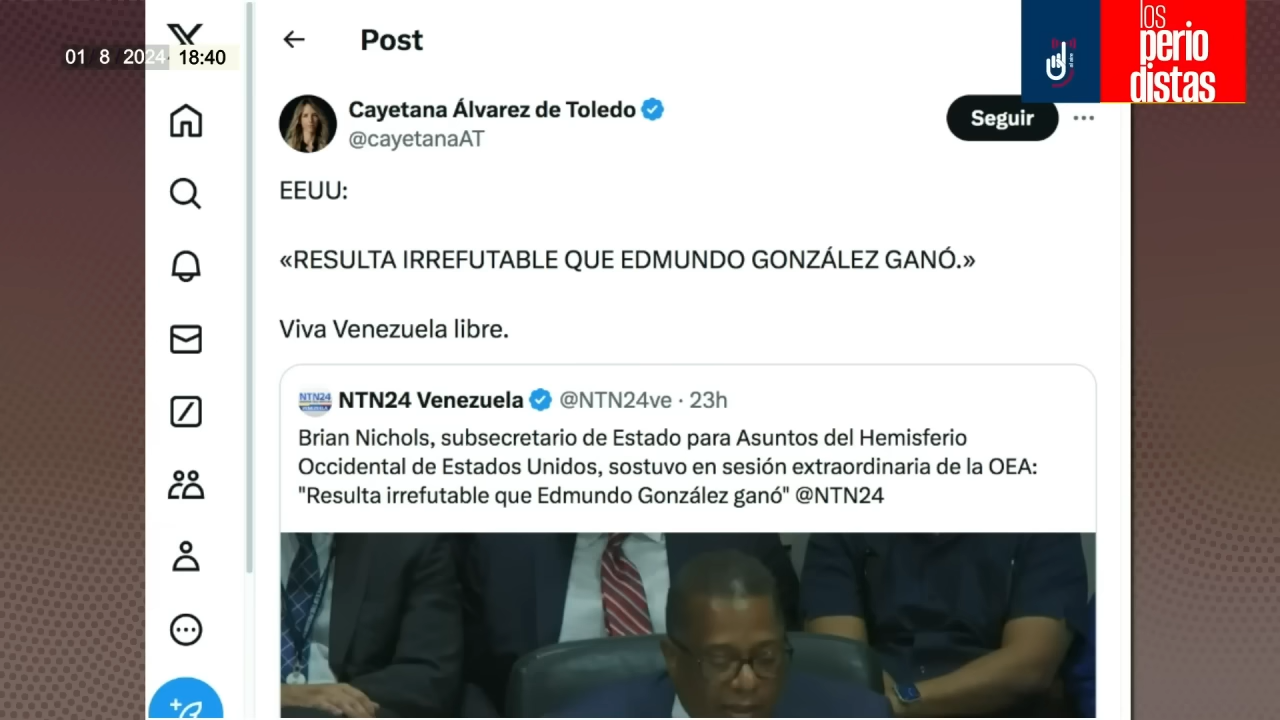 01 8 2024 18:40
Post
los
perio
distas
Cayetana Álvarez de Toledo
@cayetanaAT
Seguir
EEUU:
«RESULTA IRREFUTABLE QUE EDMUNDO GONZÁLEZ GANÓ.»
Viva Venezuela libre.
NTN24
VENEZUELA
NTN24 Venezuela @NTN24ve · 23h
Brian Nichols, subsecretario de Estado para Asuntos del Hemisferio
Occidental de Estados Unidos, sostuvo en sesión extraordinaria de la OEA:
"Resulta irrefutable que Edmundo González ganó" @NTN24